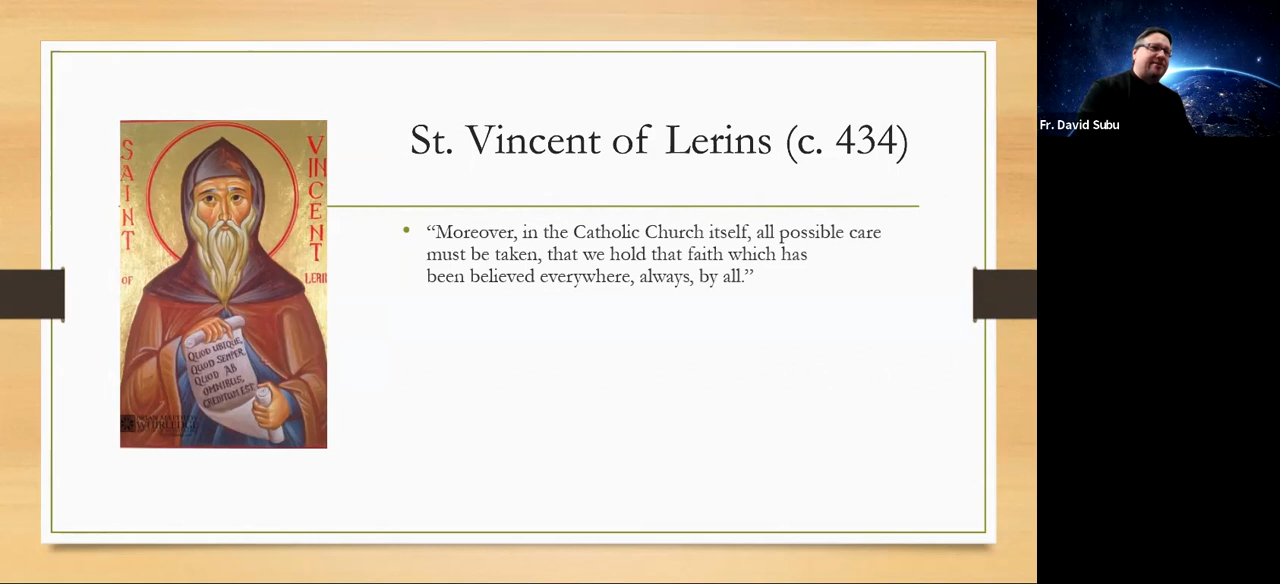 St. Vincent of Lerins (c. 434)
• “Moreover, in the Catholic Church itself, all possible care
must be taken, that we hold that faith which has
been believed everywhere, always, by all.”
SAINT
OF
VINCENT
LERIN
QUOD UBIQUE,
QUOD SEMPER,
QUOD AB
OMNIBUS,
CREDITUM EST.
Fr. David Subu